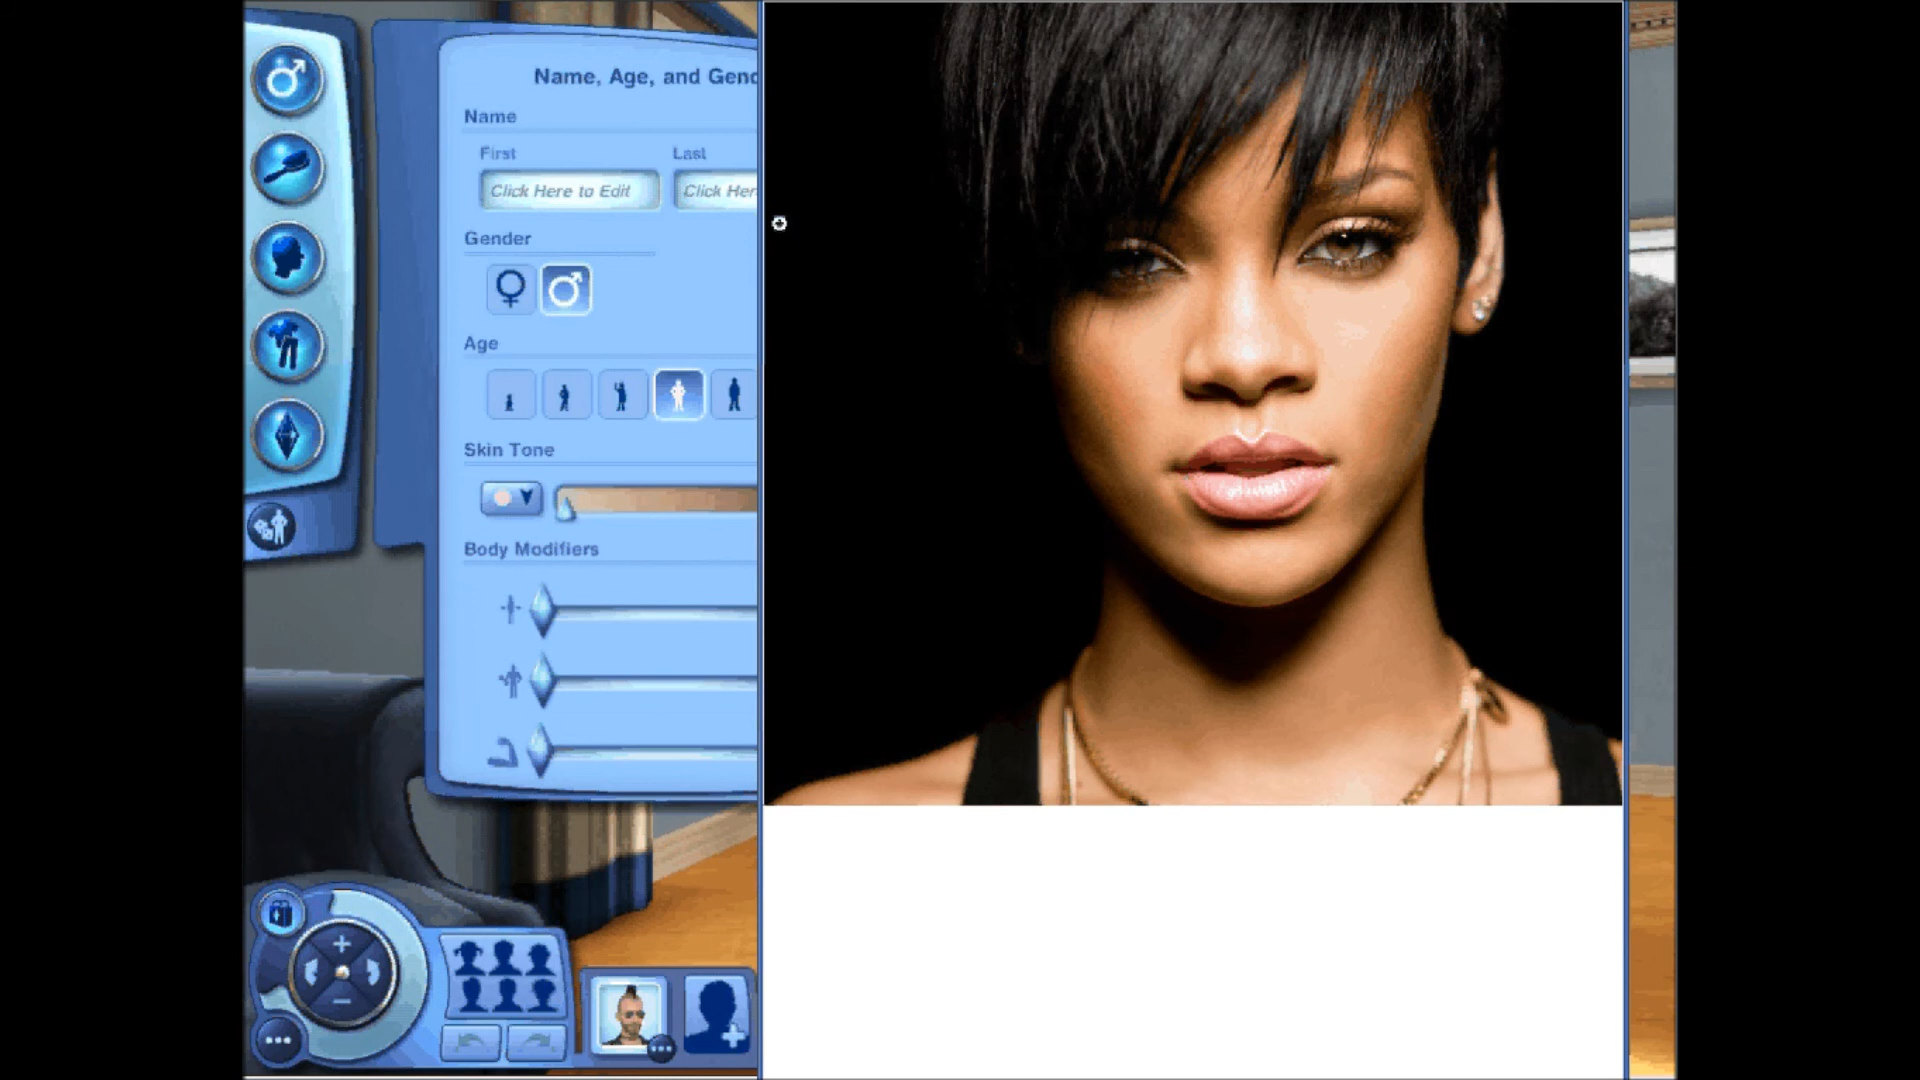 Name, Age, and Gend
Name
First Last
Click Here to Edit Click Her
Gender
Age
Skin Tone
Body Modifiers